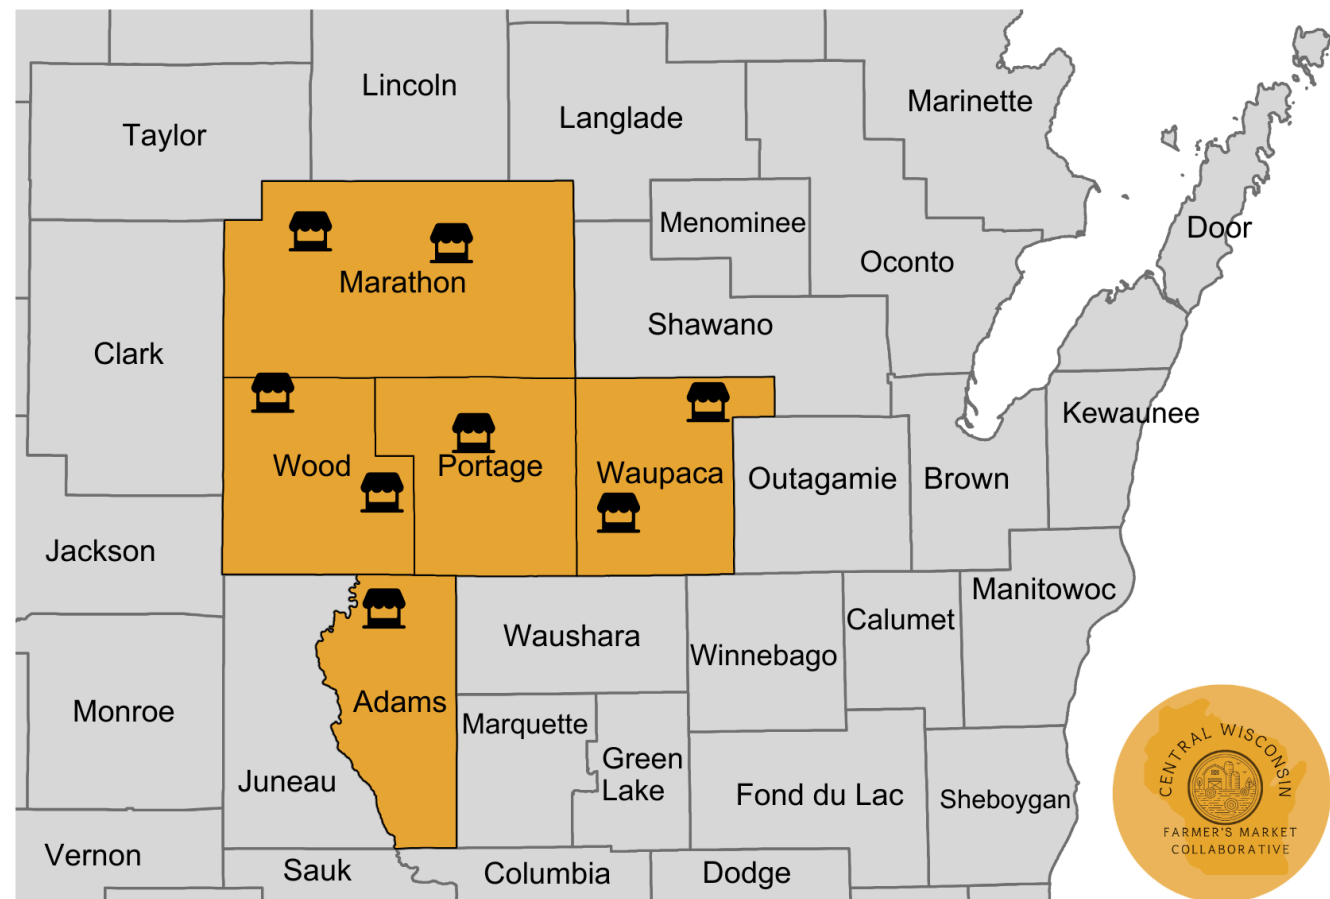 Lincoln
Marinette
Langlade
Taylor
Menominee
Door
Oconto
Marathon
Shawano
Clark
Kewaunee
Wood
Portage
Waupaca
Outagamie
Brown
Jackson
Manitowoc
Calumet
Waushara
Winnebago
Adams
Monroe
Marquette
Green
Lake
Juneau
Fond du Lac
Sheboygan
Vernon
Sauk
Columbia
Dodge
CENTRAL WISCONSIN
FARMER'S MARKET
COLLABORATIVE